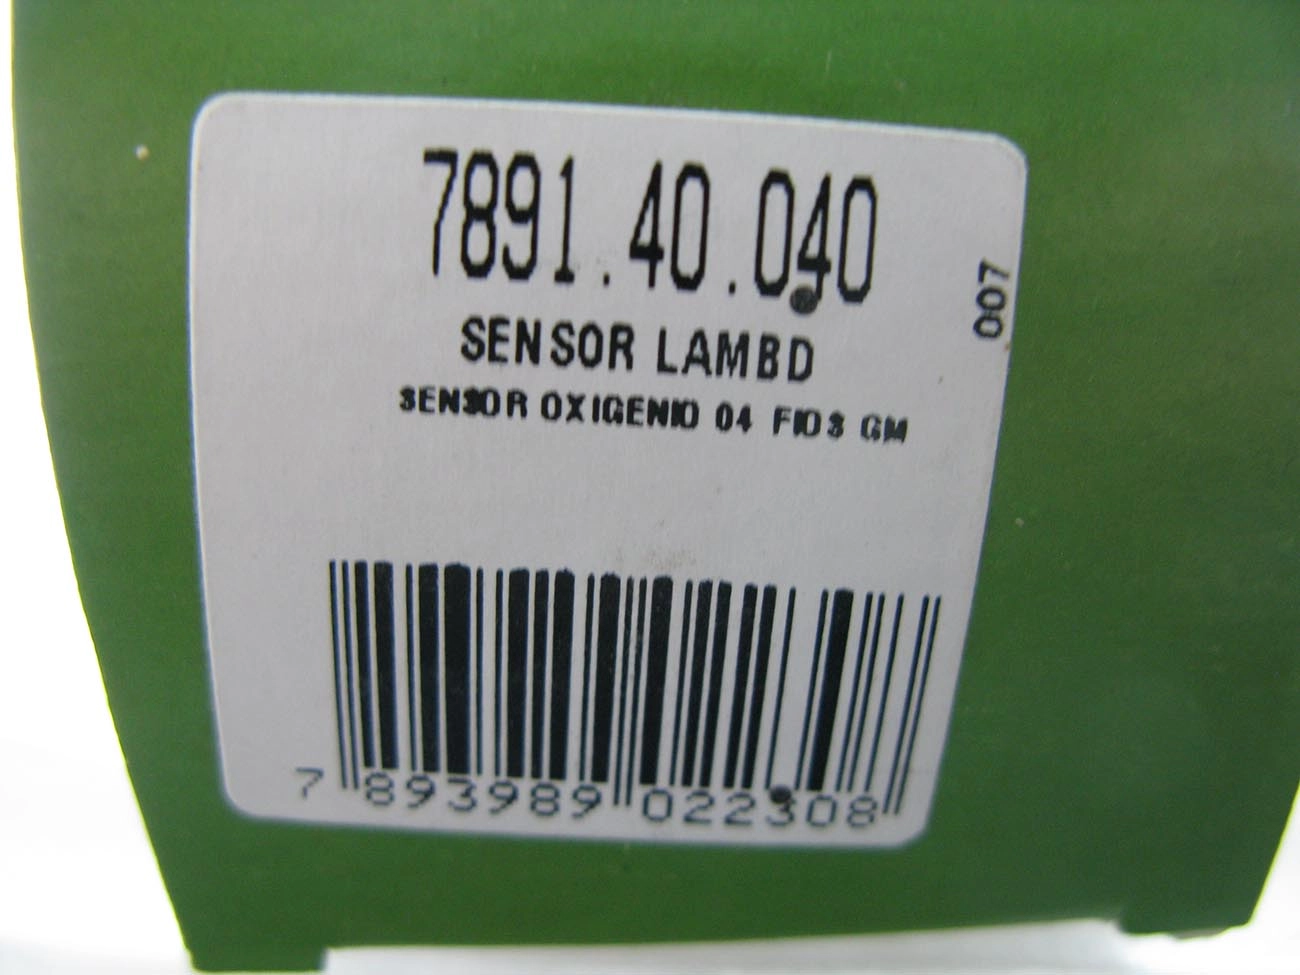 7891.40.040
007
SENSOR LAMBD
SENSOR OXIGENIO 04 FIOS GM
7 893989 022308